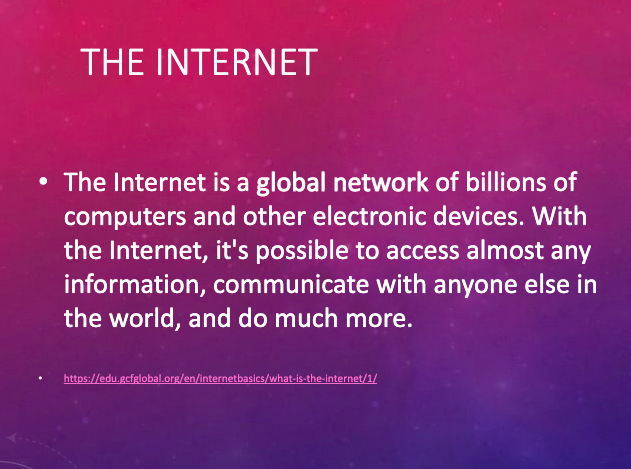 THE INTERNET
• The Internet is a global network of billions of
computers and other electronic devices. With
the Internet, it's possible to access almost any
information, communicate with anyone else in
the world, and do much more.
• https://edu.gcfglobal.org/en/internetbasics/what-is-the-internet/1/